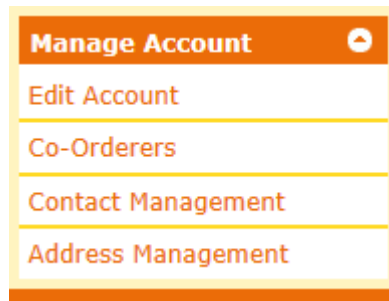 Manage Account
Edit Account
Co-Orderers
Contact Management
Address Management